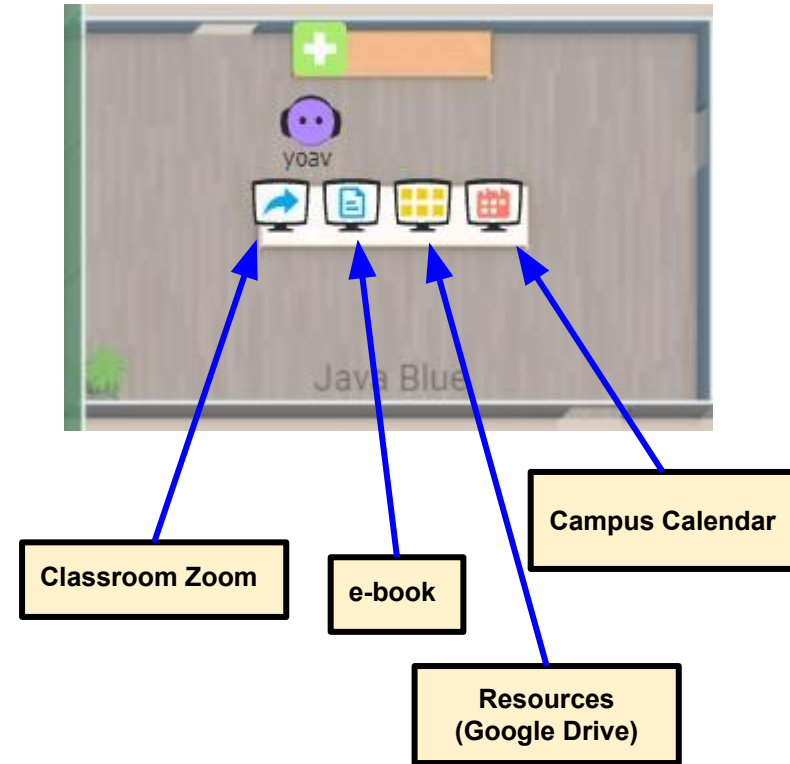 yoav
Java Blue
Campus Calendar
Classroom Zoom
e-book
Resources
(Google Drive)